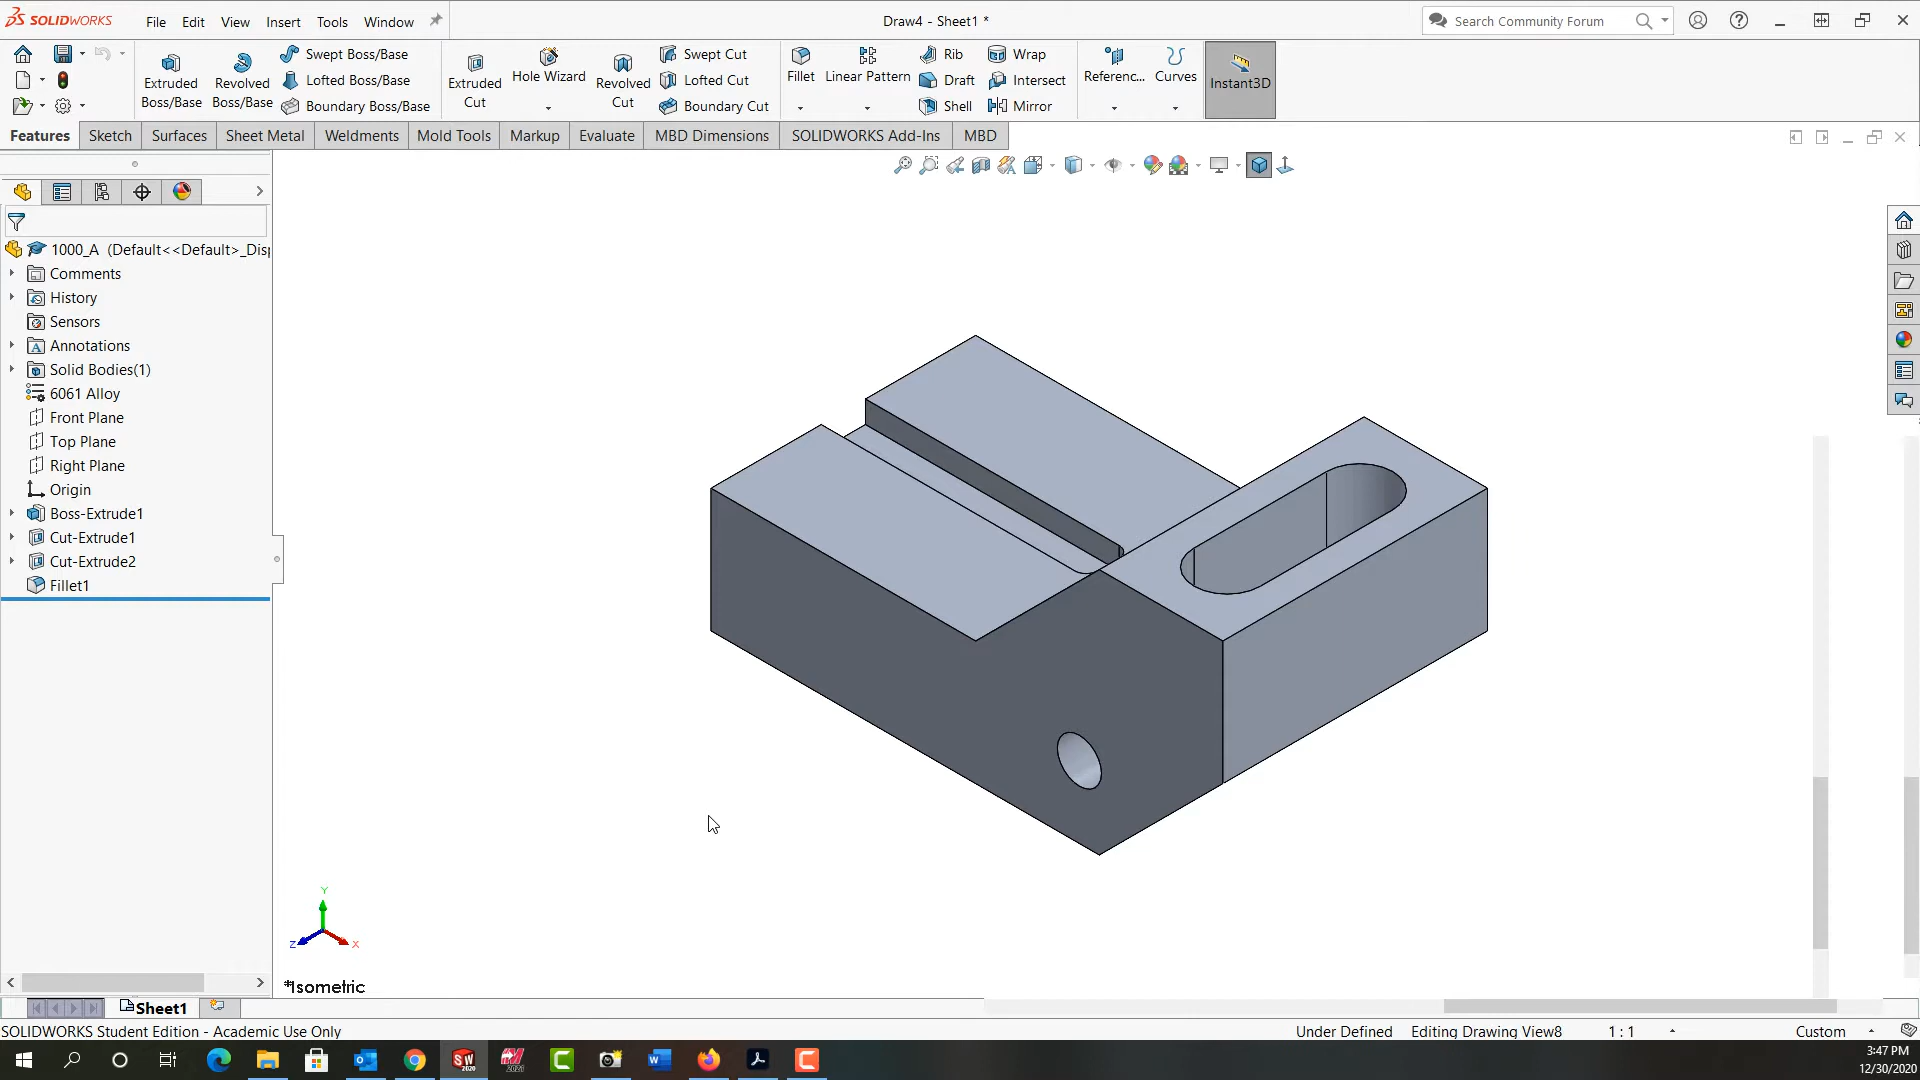 SOLIDWORKS File Edit View Insert Tools Window Draw4 - Sheet1 * Search Community Forum
Extruded Boss/Base
Revolved Boss/Base
Swept Boss/Base
Lofted Boss/Base
Boundary Boss/Base
Extruded Cut
Hole Wizard
Revolved Cut
Swept Cut
Lofted Cut
Boundary Cut
Fillet
Linear Pattern
Rib
Draft
Shell
Wrap
Intersect
Mirror
Referenc...
Curves
Instant3D
Features Sketch Surfaces Sheet Metal Weldments Mold Tools Markup Evaluate MBD Dimensions SOLIDWORKS Add-Ins MBD
1000_A (Default<<Default>_Disp
Comments
History
Sensors
Annotations
Solid Bodies(1)
6061 Alloy
Front Plane
Top Plane
Right Plane
Origin
Boss-Extrude1
Cut-Extrude1
Cut-Extrude2
Fillet1
Y
Z X
*Isometric
Sheet1
SOLIDWORKS Student Edition - Academic Use Only Under Defined Editing Drawing View8 1 : 1 Custom
3:47 PM
12/30/2020